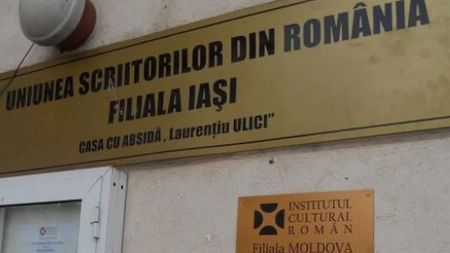 UNIUNEA SCRIITORILOR DIN ROMÂNIA
FILIALA IAŞI
CASA CU ABSIDĂ „Laurenţiu ULICI”
INSTITUTUL
CULTURAL
ROMÂN
Filiala MOLDOVA